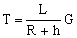 T = L / (R + h) G